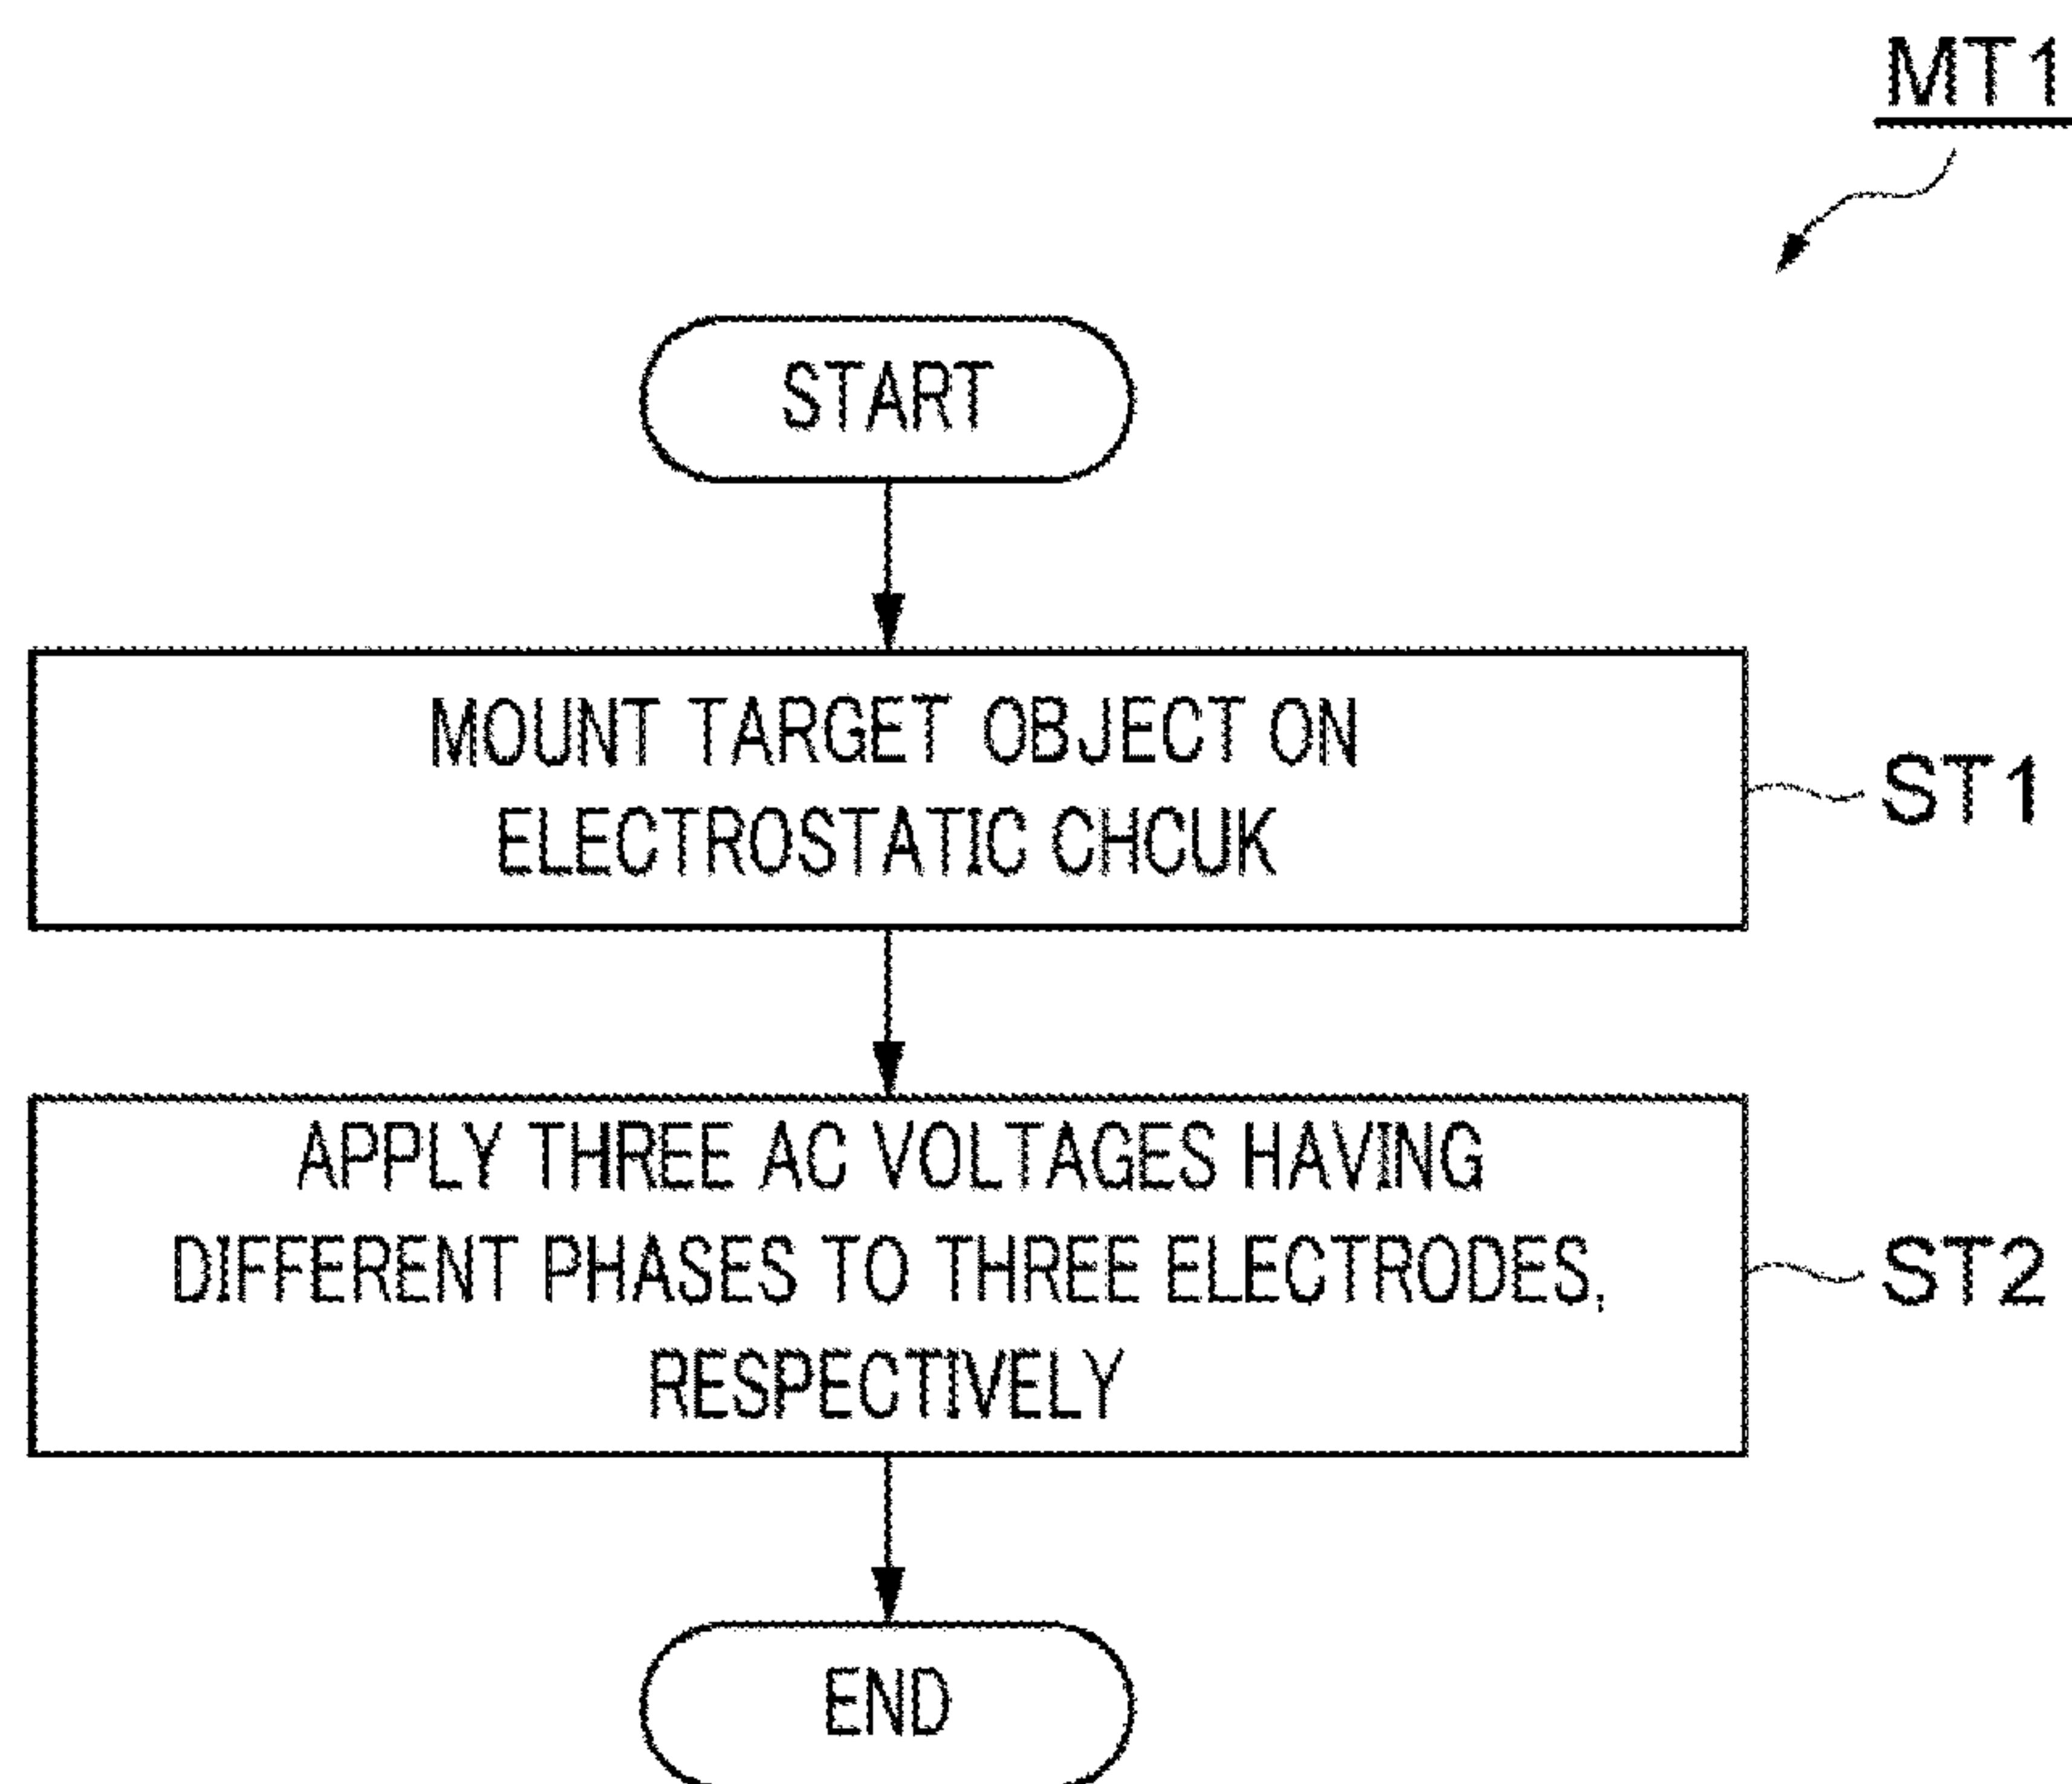 MT1
START
MOUNT TARGET OBJECT ON
ELECTROSTATIC CHCUK
ST1
APPLY THREE AC VOLTAGES HAVING
DIFFERENT PHASES TO THREE ELECTRODES,
RESPECTIVELY
ST2
END